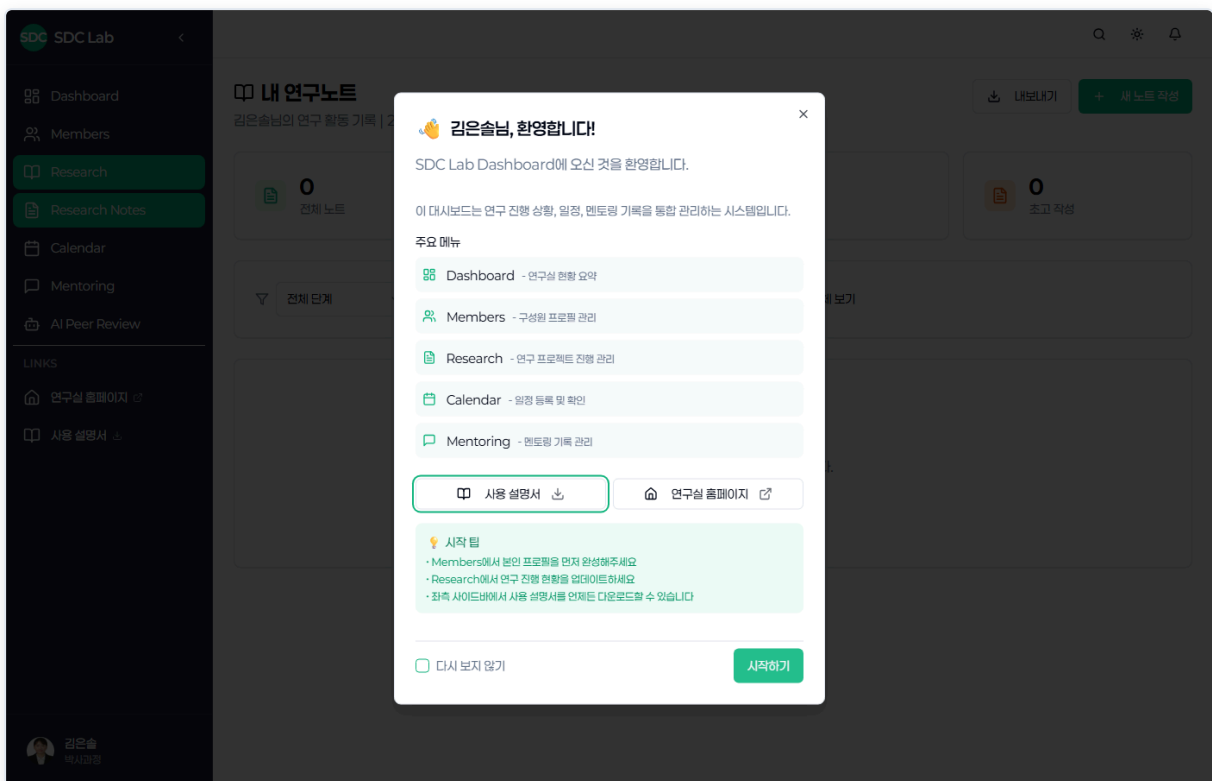 SDC SDC Lab
Dashboard
Members
Research
Research Notes
Calendar
Mentoring
AI Peer Review
LINKS
연구실 홈페이지
사용 설명서
김은솔
박사과정
내 연구노트
김은솔님의 연구 활동 기록 | 2
내보내기
+ 새 노트 작성
0
전체 노트
0
초고 작성
전체 단계
보기
👋 김은솔님, 환영합니다!
SDC Lab Dashboard에 오신 것을 환영합니다.
이 대시보드는 연구 진행 상황, 일정, 멘토링 기록을 통합 관리하는 시스템입니다.
주요 메뉴
Dashboard - 연구실 현황 요약
Members - 구성원 프로필 관리
Research - 연구 프로젝트 진행 관리
Calendar - 일정 등록 및 확인
Mentoring - 멘토링 기록 관리
사용 설명서
연구실 홈페이지
💡 시작 팁
• Members에서 본인 프로필을 먼저 완성해주세요
• Research에서 연구 진행 현황을 업데이트하세요
• 좌측 사이드바에서 사용 설명서를 언제든 다운로드할 수 있습니다
다시 보지 않기
시작하기